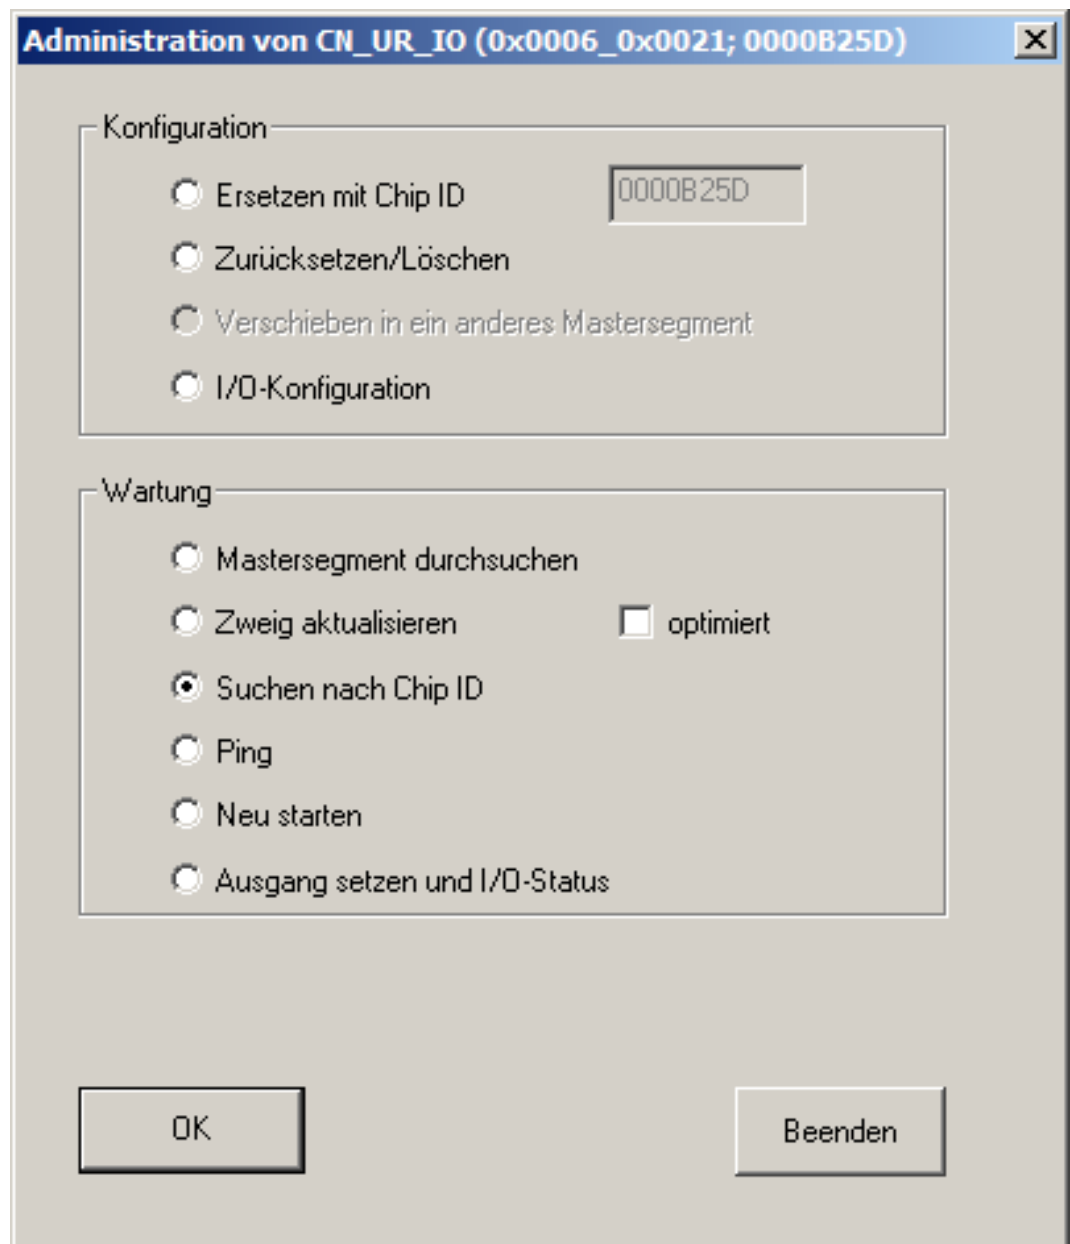 Administration von CN_UR_IO (0x0006_0x0021; 0000B25D)
Konfiguration
Ersetzen mit Chip ID 0000B25D
Zurücksetzen/Löschen
Verschieben in ein anderes Mastersegment
I/O-Konfiguration
Wartung
Mastersegment durchsuchen
Zweig aktualisieren optimiert
Suchen nach Chip ID
Ping
Neu starten
Ausgang setzen und I/O-Status
OK Beenden